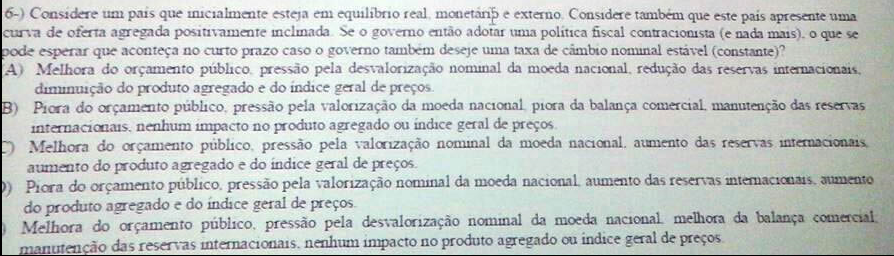 6-) Considere um país que inicialmente esteja em equilíbrio real, monetário e externo. Considere também que este país apresente uma
curva de oferta agregada positivamente inclinada. Se o governo então adotar uma política fiscal contracionista (e nada mais), o que se
pode esperar que aconteça no curto prazo caso o governo também deseje uma taxa de câmbio nominal estável (constante)?
A) Melhora do orçamento público, pressão pela desvalorização nominal da moeda nacional, redução das reservas internacionais,
diminuição do produto agregado e do índice geral de preços.
B) Piora do orçamento público, pressão pela valorização da moeda nacional, piora da balança comercial, manutenção das reservas
internacionais, nenhum impacto no produto agregado ou índice geral de preços.
C) Melhora do orçamento público, pressão pela valorização nominal da moeda nacional, aumento das reservas internacionais,
aumento do produto agregado e do índice geral de preços.
D) Piora do orçamento público, pressão pela valorização nominal da moeda nacional, aumento das reservas internacionais, aumento
do produto agregado e do índice geral de preços.
) Melhora do orçamento público, pressão pela desvalorização nominal da moeda nacional, melhora da balança comercial,
manutenção das reservas internacionais, nenhum impacto no produto agregado ou índice geral de preços.